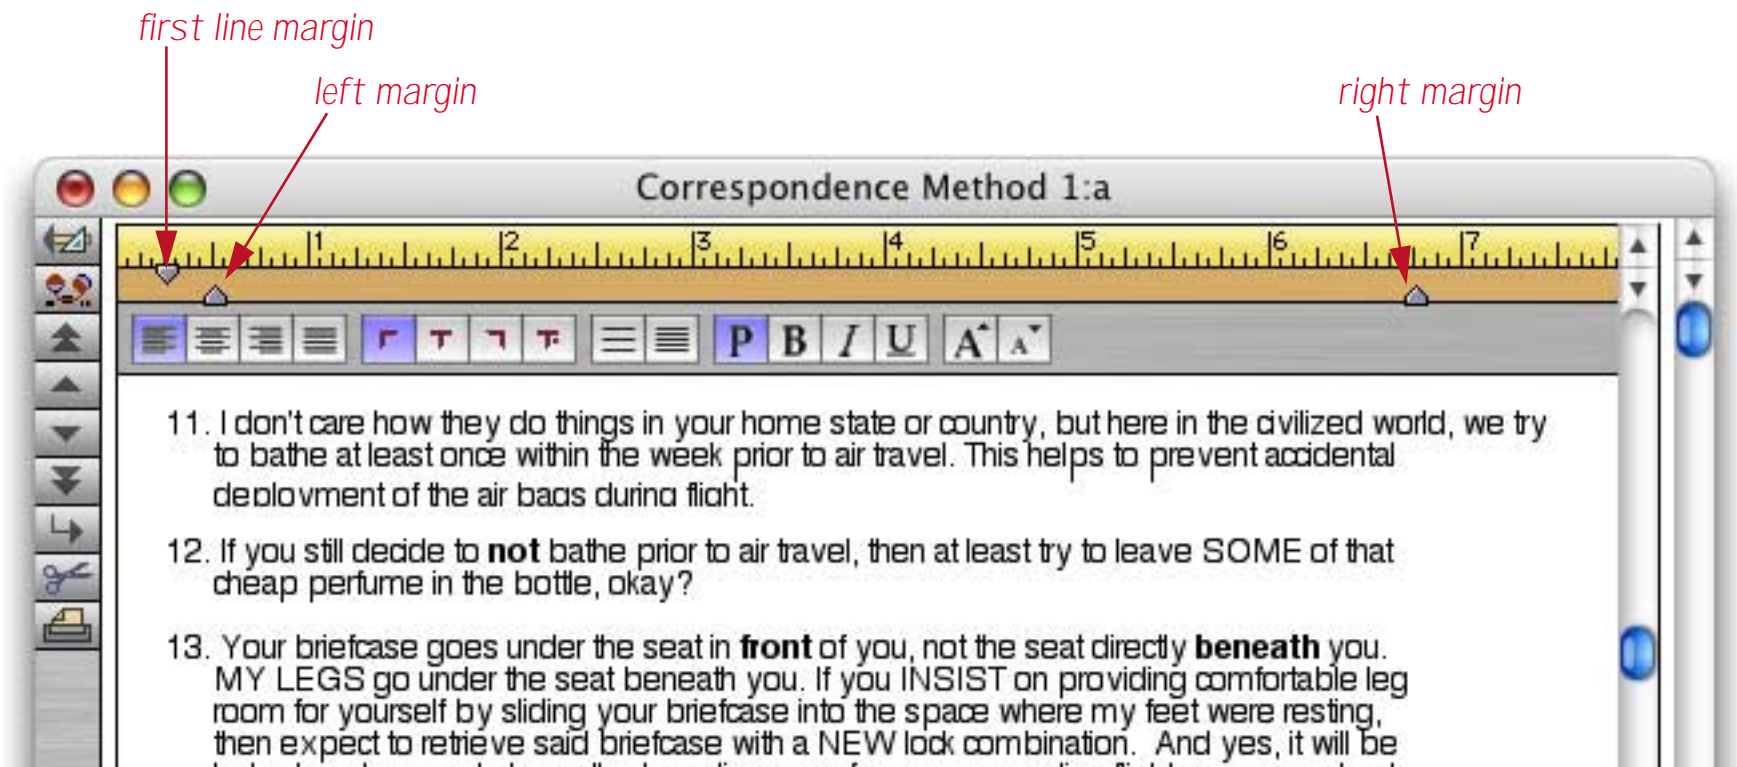 first line margin
left margin
right margin
Correspondence Method 1:a
1 2 3 4 5 6 7
P B I U A A
11. I don't care how they do things in your home state or country, but here in the civilized world, we try
to bathe at least once within the week prior to air travel. This helps to prevent accidental
deployment of the air bags during flight.
12. If you still decide to not bathe prior to air travel, then at least try to leave SOME of that
cheap perfume in the bottle, okay?
13. Your briefcase goes under the seat in front of you, not the seat directly beneath you.
MY LEGS go under the seat beneath you. If you INSIST on providing comfortable leg
room for yourself by sliding your briefcase into the space where my feet were resting,
then expect to retrieve said briefcase with a NEW lock combination. And yes, it will be